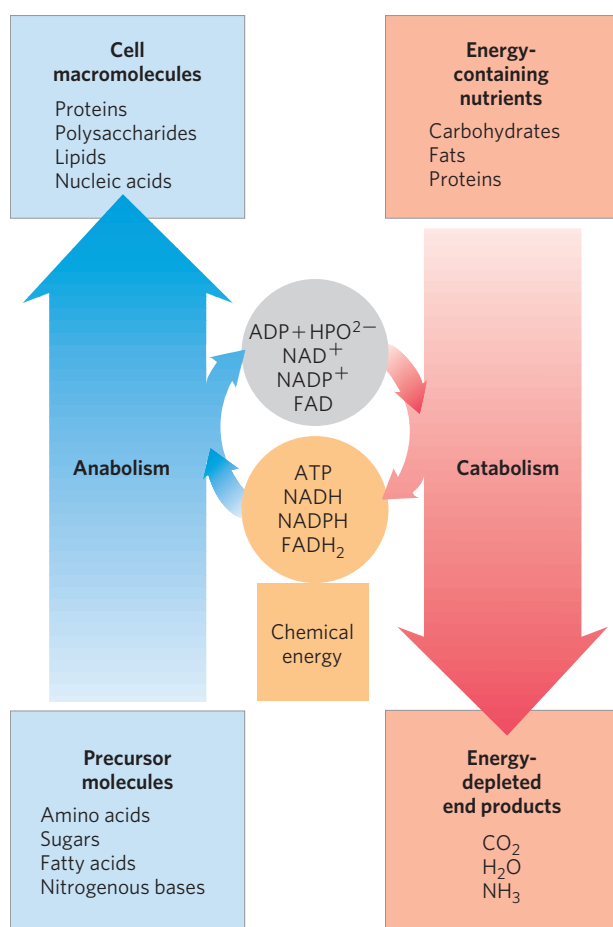 Cell
macromolecules
Proteins
Polysaccharides
Lipids
Nucleic acids
Energy-
containing
nutrients
Carbohydrates
Fats
Proteins
ADP + HPO²⁻
NAD⁺
NADP⁺
FAD
Anabolism
ATP
NADH
NADPH
FADH₂
Catabolism
Chemical
energy
Precursor
molecules
Amino acids
Sugars
Fatty acids
Nitrogenous bases
Energy-
depleted
end products
CO₂
H₂O
NH₃